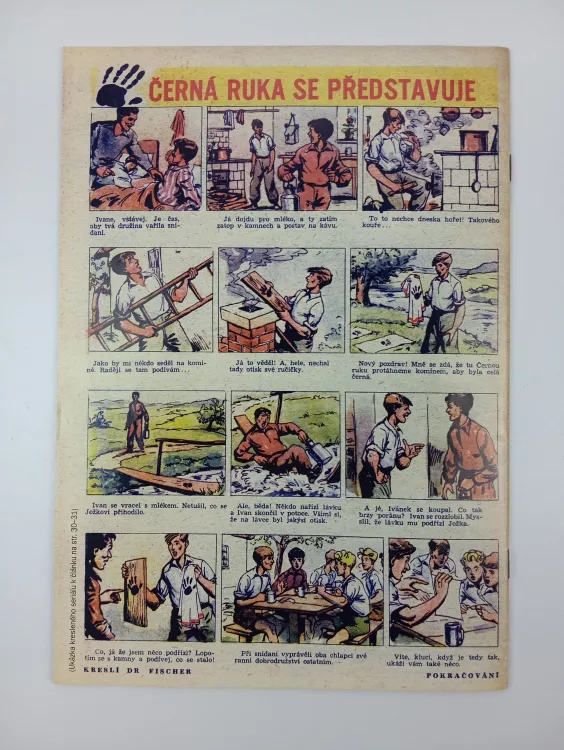 ČERNÁ RUKA SE PŘEDSTAVUJE
Ivane, vstávej. Je čas,
aby tvá družina vařila sní-
dani.
Já dojdu pro mléko, a ty zatím
zatop v kamnech a postav na kávu.
To to nechce dneska hořet! Takového
kouře...
Jako by mi někdo seděl na komí-
ně. Raději se tam podívám...
Já to věděl! A, hele, nechal
tady otisk své ručičky.
Nový pozdrav! Mně se zdá, že tu Černou
ruku protáhneme komínem, aby byla celá
černá.
Ivan se vracel s mlékem. Netušil, co se
Ježkovi přihodilo.
Ale, běda! Někdo nařízl lávku
a Ivan skončil v potoce. Všiml si,
že na lávce byl jakýsi otisk.
A jé, Ivánek se koupal. Co tak
brzy poránu? Ivan se rozzlobil. Mys-
lil, že lávku mu podřízl Ježka.
Co, já že jsem něco podřízl? Lopo-
tím se s kamny a podívej, co se stalo!
Při snídani vyprávěli oba chlapci své
ranní dobrodružství ostatním.
Víte, kluci, když je tedy tak,
ukáži vám také něco.
KRESLÍ DR FISCHER
POKRAČOVÁNÍ
(Ukázka kresleného seriálu k článku na str. 30-31)